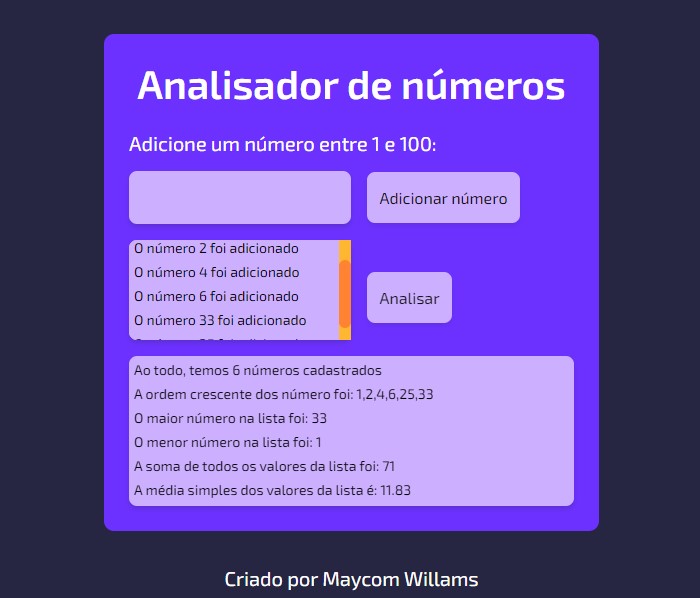 Analisador de números
Adicione um número entre 1 e 100:
Adicionar número
O número 2 foi adicionado
O número 4 foi adicionado
O número 6 foi adicionado
O número 33 foi adicionado
Analisar
Ao todo, temos 6 números cadastrados
A ordem crescente dos número foi: 1,2,4,6,25,33
O maior número na lista foi: 33
O menor número na lista foi: 1
A soma de todos os valores da lista foi: 71
A média simples dos valores da lista é: 11.83
Criado por Maycom Willams